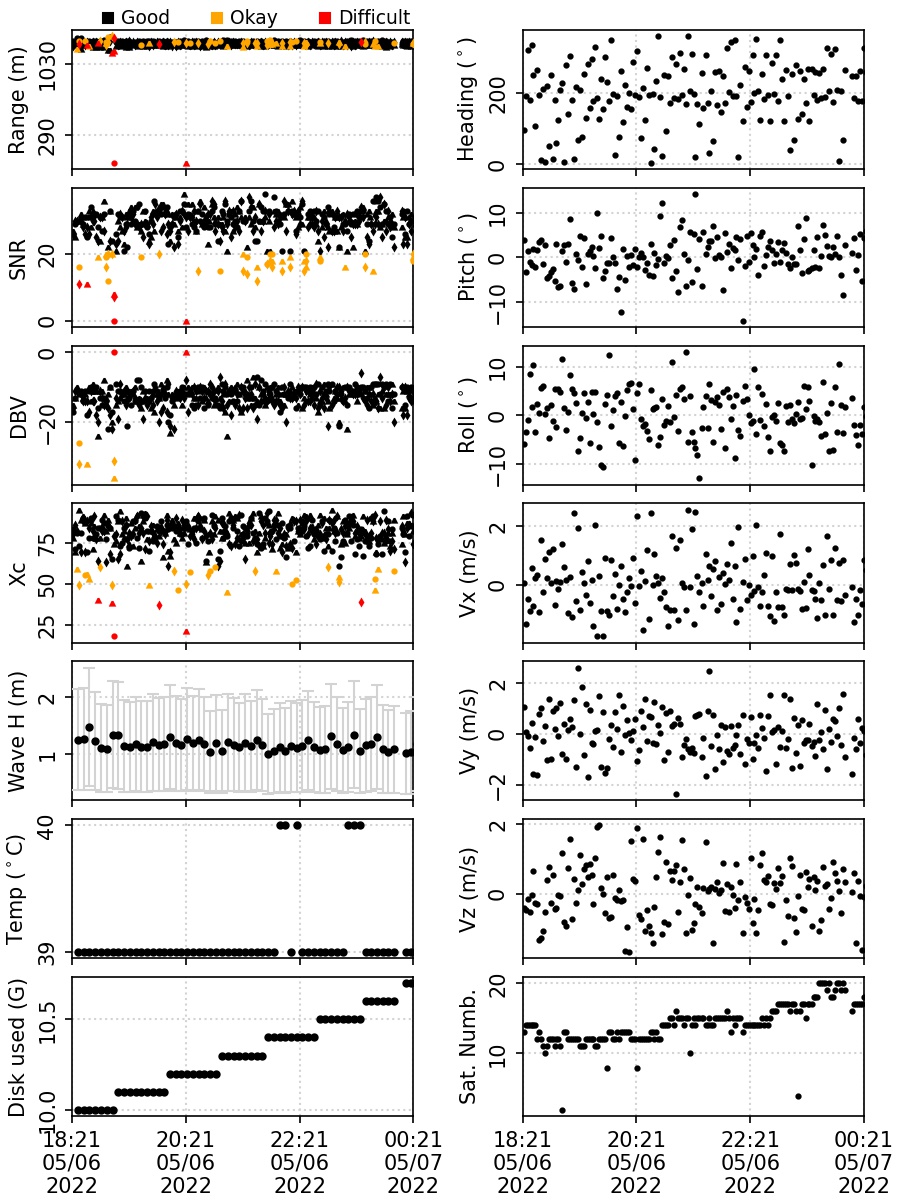 Good Okay Difficult
Range (m)
1030
290
Heading (°)
200
0
SNR
20
0
Pitch (°)
10
0
−10
DBV
0
−20
Roll (°)
10
0
−10
Xc
75
50
25
Vx (m/s)
2
0
Wave H (m)
2
1
Vy (m/s)
2
0
−2
Temp (°C)
40
39
Vz (m/s)
2
0
Disk used (G)
10.5
10.0
Sat. Numb.
20
10
18:21 20:21 22:21 00:21
05/06 05/06 05/06 05/07
2022 2022 2022 2022
18:21 20:21 22:21 00:21
05/06 05/06 05/06 05/07
2022 2022 2022 2022